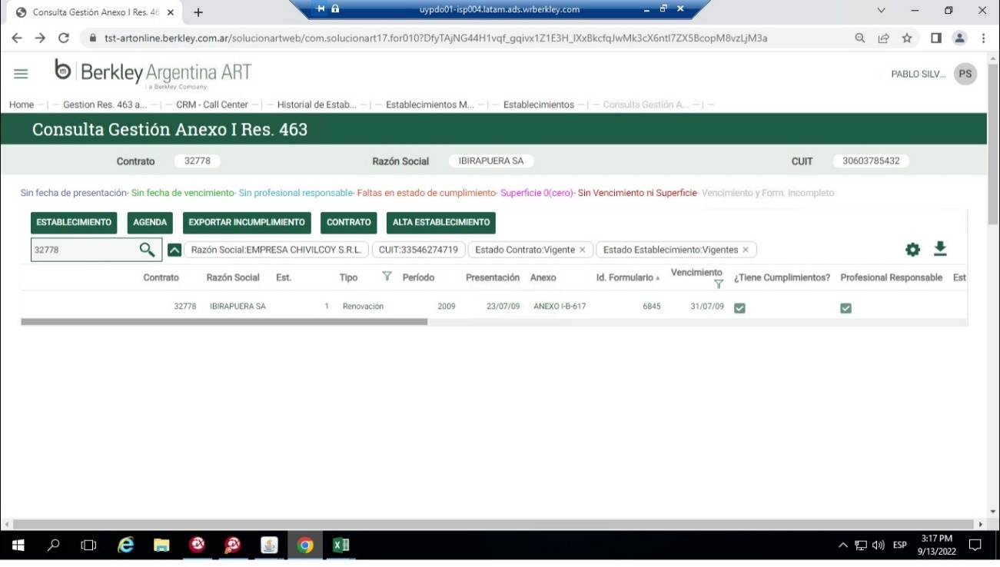 Consulta Gestión Anexo I Res. 46
uypdo01-isp004.latam.ads.wrberkley.com
tst-artonline.berkley.com.ar/solucionartweb/com.solucionart17.for010?DfyTAjNG44H1vqf_gqivx1Z1E3H_IXxBkcfqJwMk3cX6ntI7ZX5BcopM8vzLjM3a
Berkley Argentina ART
a Berkley Company
PABLO SILV... PS
Home — | — Gestion Res. 463 a... — | — CRM - Call Center — | — Historial de Estab... — | — Establecimientos M... — | — Establecimientos — | — Consulta Gestión A... — | —
Consulta Gestión Anexo I Res. 463
Contrato 32778 Razón Social IBIRAPUERA SA CUIT 30603785432
Sin fecha de presentación- Sin fecha de vencimiento- Sin profesional responsable- Faltas en estado de cumplimiento- Superficie 0(cero)- Sin Vencimiento ni Superficie- Vencimiento y Form. incompleto
ESTABLECIMIENTO AGENDA EXPORTAR INCUMPLIMIENTO CONTRATO ALTA ESTABLECIMIENTO
32778 Razón Social:EMPRESA CHIVILCOY S.R.L. CUIT:33546274719 Estado Contrato:Vigente × Estado Establecimiento:Vigentes ×
Contrato Razón Social Est. Tipo Período Presentación Anexo Id. Formulario Vencimiento ¿Tiene Cumplimientos? Profesional Responsable Est
32778 IBIRAPUERA SA 1 Renovación 2009 23/07/09 ANEXO I-B-617 6845 31/07/09
ESP
3:17 PM
9/13/2022